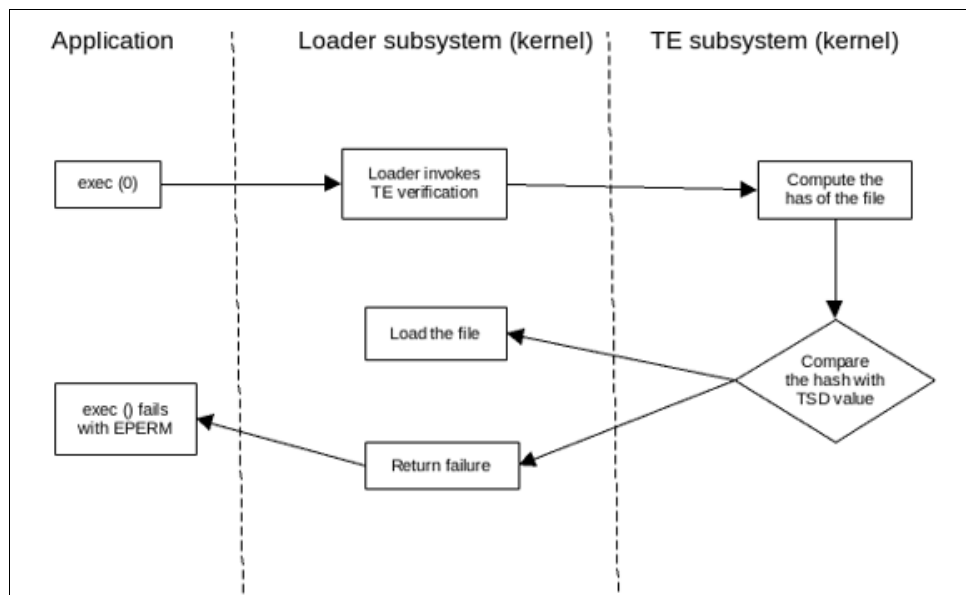 Application
Loader subsystem (kernel)
TE subsystem (kernel)
exec (0)
Loader invokes
TE verification
Compute the
has of the file
Load the file
Compare
the hash with
TSD value
exec () fails
with EPERM
Return failure